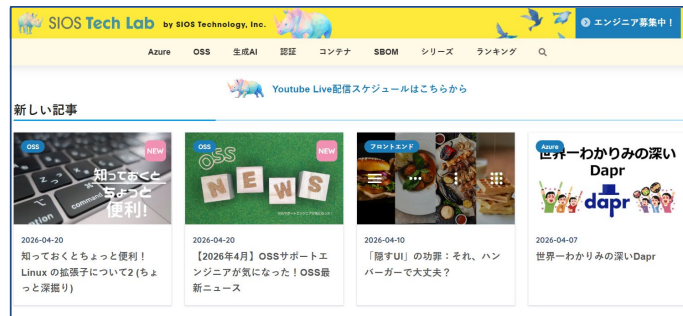 SIOS Tech Lab by SIOS Technology, Inc.
エンジニア募集中！
Azure OSS 生成AI 認証 コンテナ SBOM シリーズ ランキング
Youtube Live配信スケジュールはこちらから
新しい記事
OSS
NEW
知っておくと
ちょっと
便利!
command
option
2026-04-20
知っておくとちょっと便利！
Linux の拡張子について2 (ちょ
っと深掘り)
OSS
NEW
OSS
NEWS
2026-04-20
【2026年4月】OSSサポートエ
ンジニアが気になった！OSS最
新ニュース
フロントエンド
2026-04-10
「隠すUI」の功罪：それ、ハン
バーガーで大丈夫？
Azure
世界一わかりみの深い
Dapr
dapr
2026-04-07
世界一わかりみの深いDapr